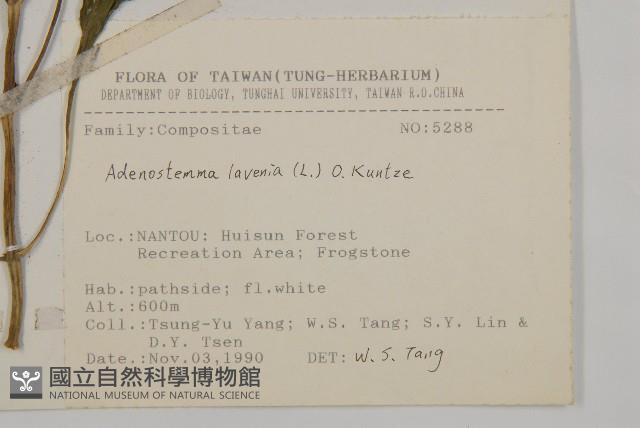 FLORA OF TAIWAN(TUNG-HERBARIUM)
DEPARTMENT OF BIOLOGY, TUNGHAI UNIVERSITY, TAIWAN R.O.CHINA
Family:Compositae NO:5288
Adenostemma lavenia (L.) O. Kuntze
Loc.:NANTOU: Huisun Forest
Recreation Area; Frogstone
Hab.:pathside; fl.white
Alt.:600m
Coll.:Tsung-Yu Yang; W.S. Tang; S.Y. Lin &
D.Y. Tsen
Date.:Nov.03,1990 DET: W.S. Tang
國立自然科學博物館
NATIONAL MUSEUM OF NATURAL SCIENCE